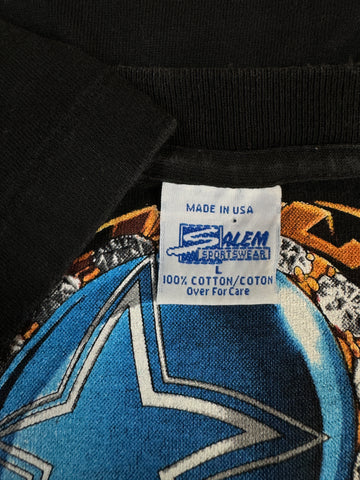 MADE IN USA
SALEM
SPORTSWEAR
L
100% COTTON/COTON
Over For Care